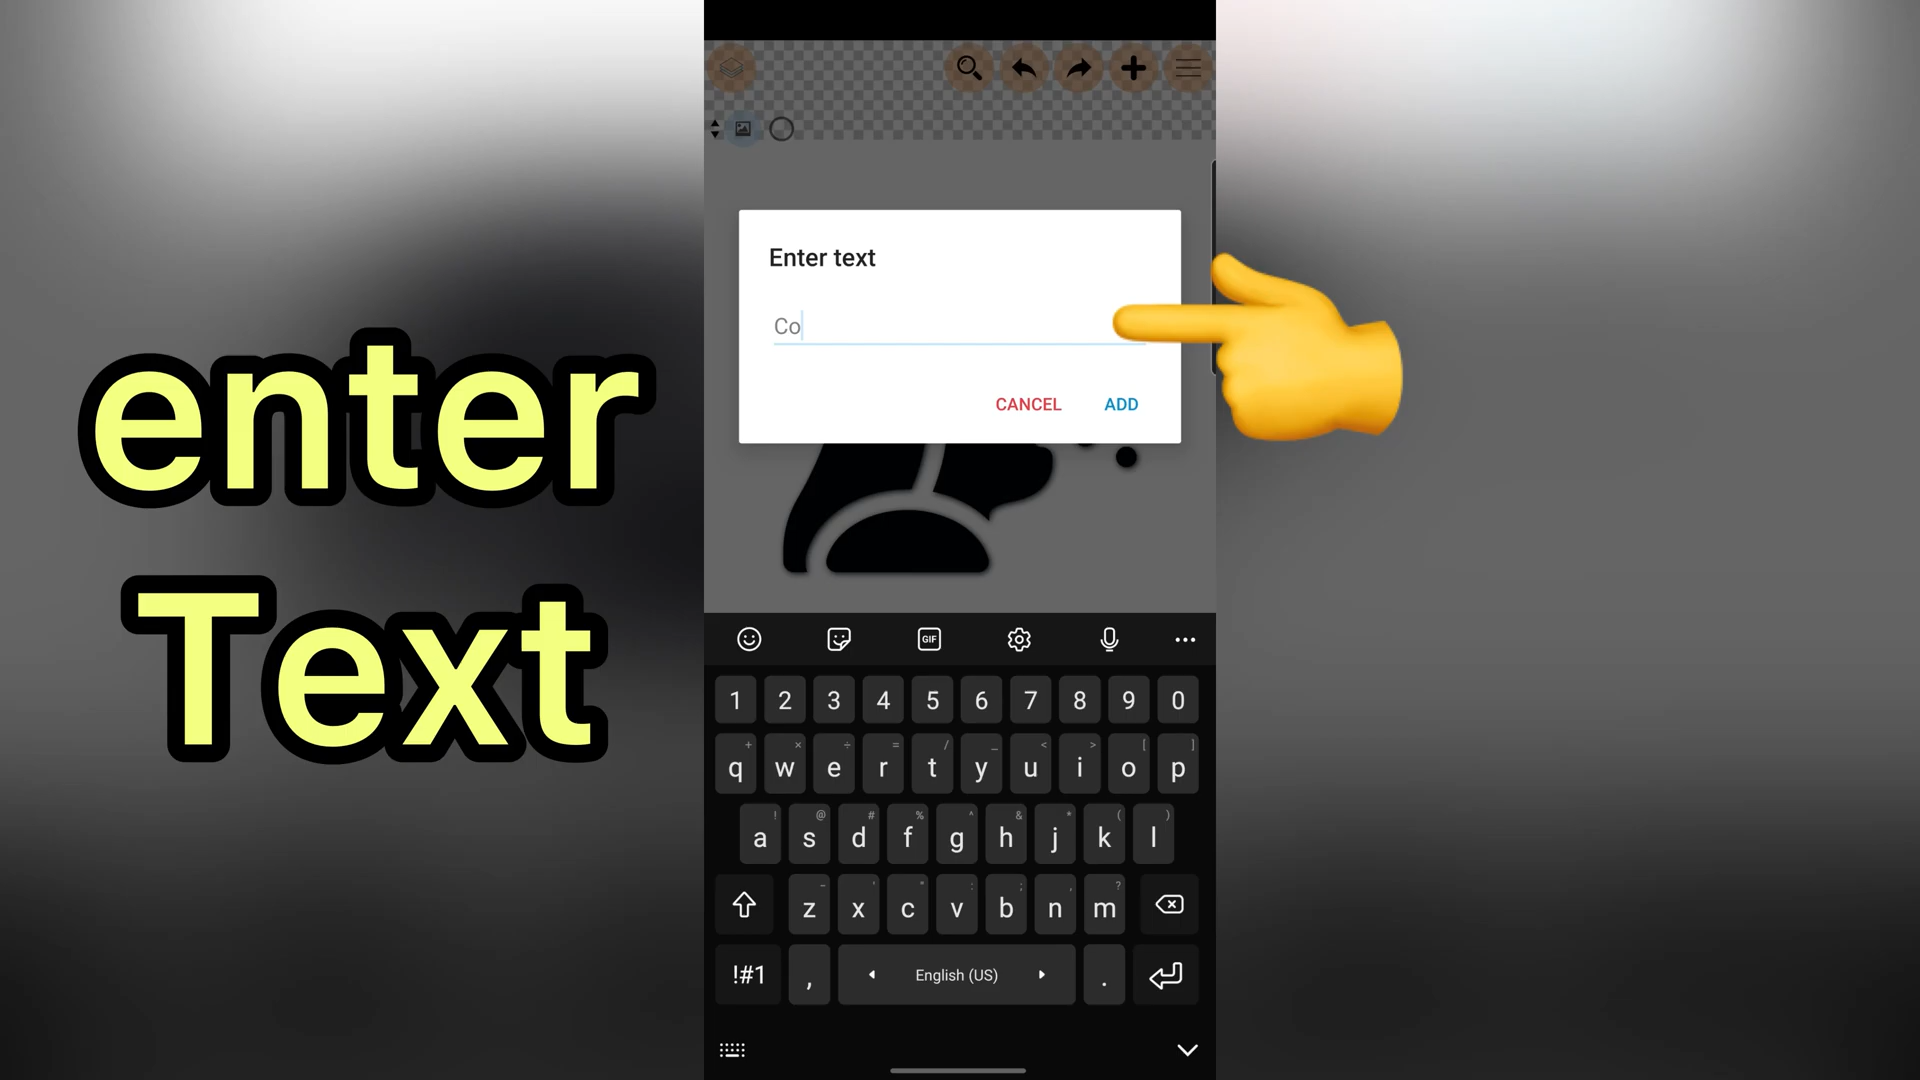 enter
Text
Enter text
Co
CANCEL ADD
GIF
1 2 3 4 5 6 7 8 9 0
+ × ÷ = / _ < > [ ]
q w e r t y u i o p
! @ # % ^ & * ( )
a s d f g h j k l
- ' " : ; , ?
z x c v b n m
!#1 , English (US) .